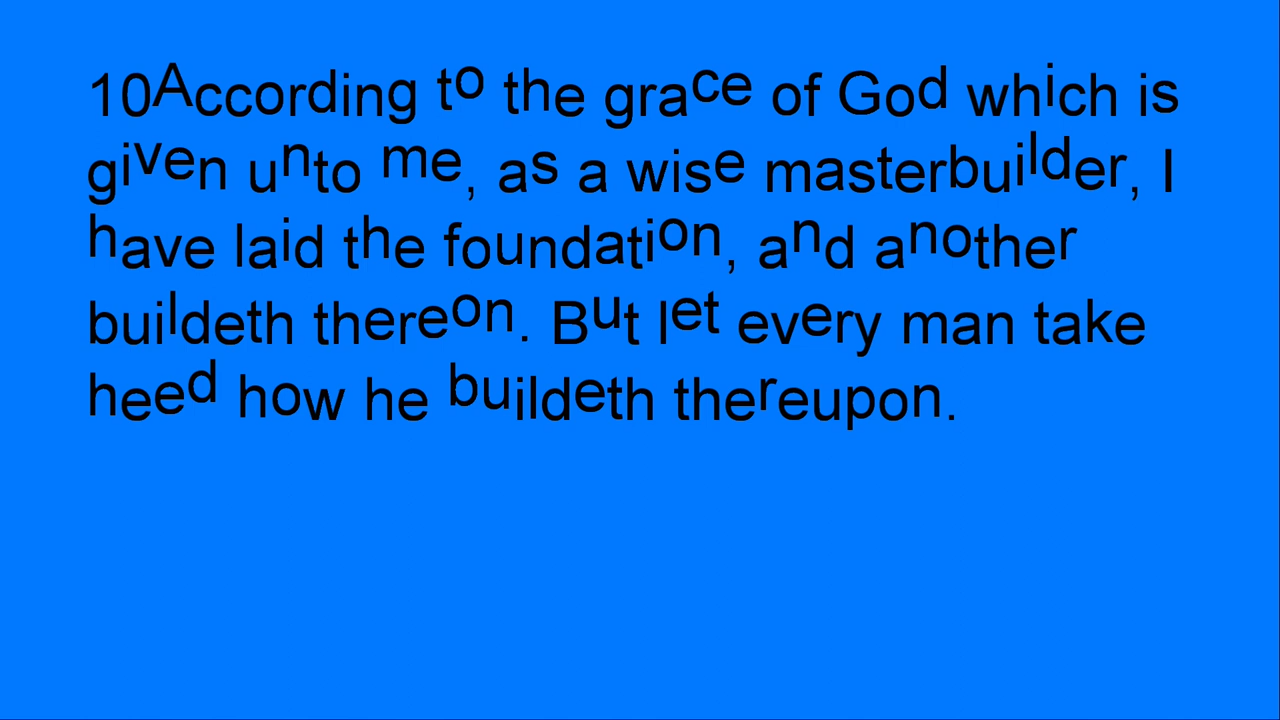 10According to the grace of God which is
given unto me, as a wise masterbuilder, I
have laid the foundation, and another
buildeth thereon. But let every man take
heed how he buildeth thereupon.